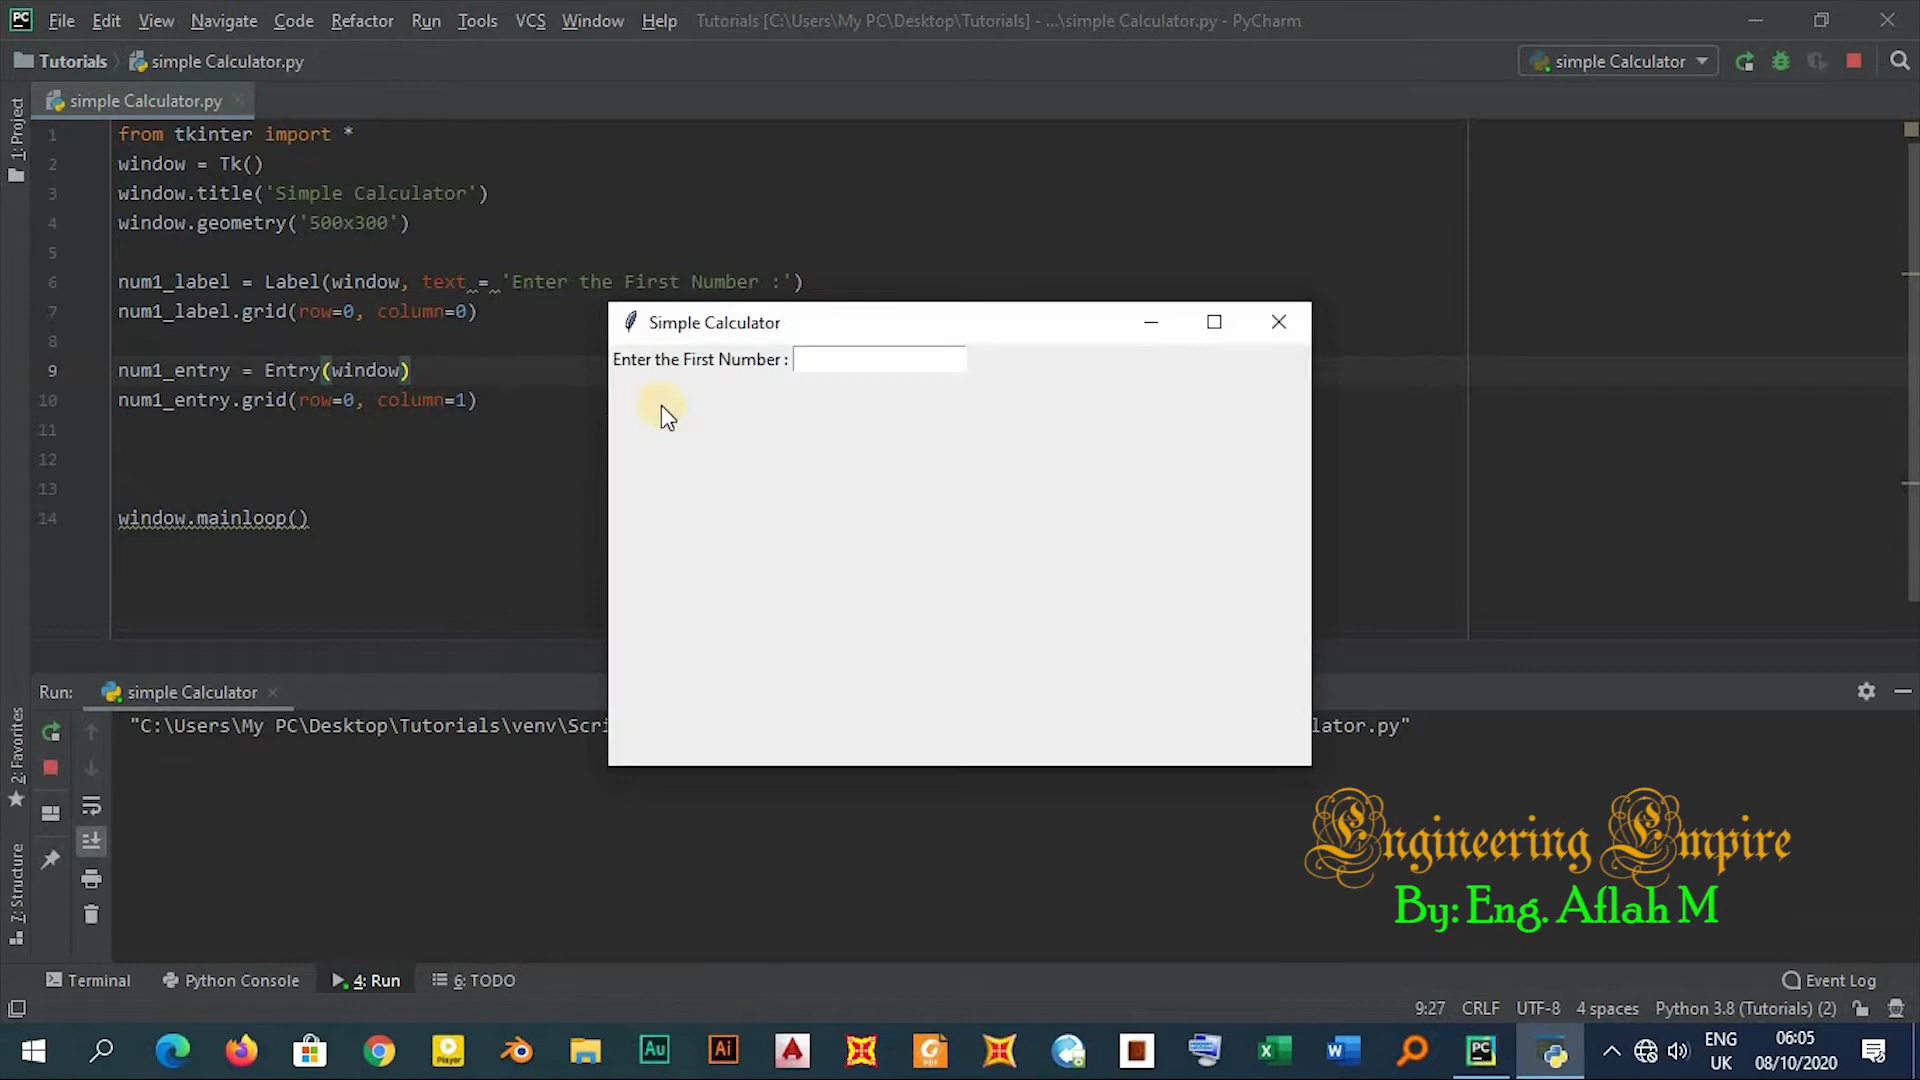 File Edit View Navigate Code Refactor Run Tools VCS Window Help Tutorials [C:\Users\My PC\Desktop\Tutorials] - ...\simple Calculator.py - PyCharm
Tutorials simple Calculator.py simple Calculator
simple Calculator.py
1 from tkinter import *
2 window = Tk()
3 window.title('Simple Calculator')
4 window.geometry('500x300')
5
6 num1_label = Label(window, text = 'Enter the First Number :')
7 num1_label.grid(row=0, column=0)
8
9 num1_entry = Entry(window)
10 num1_entry.grid(row=0, column=1)
11
12
13
14 window.mainloop()
1: Project
2: Favorites
7: Structure
Simple Calculator
Enter the First Number :
Run: simple Calculator
"C:\Users\My PC\Desktop\Tutorials\venv\Scri lator.py"
Engineering Empire
By: Eng. Aflah M
Terminal Python Console 4: Run 6: TODO Event Log
9:27 CRLF UTF-8 4 spaces Python 3.8 (Tutorials) (2)
Player Au Ai PC ENG 06:05
UK 08/10/2020